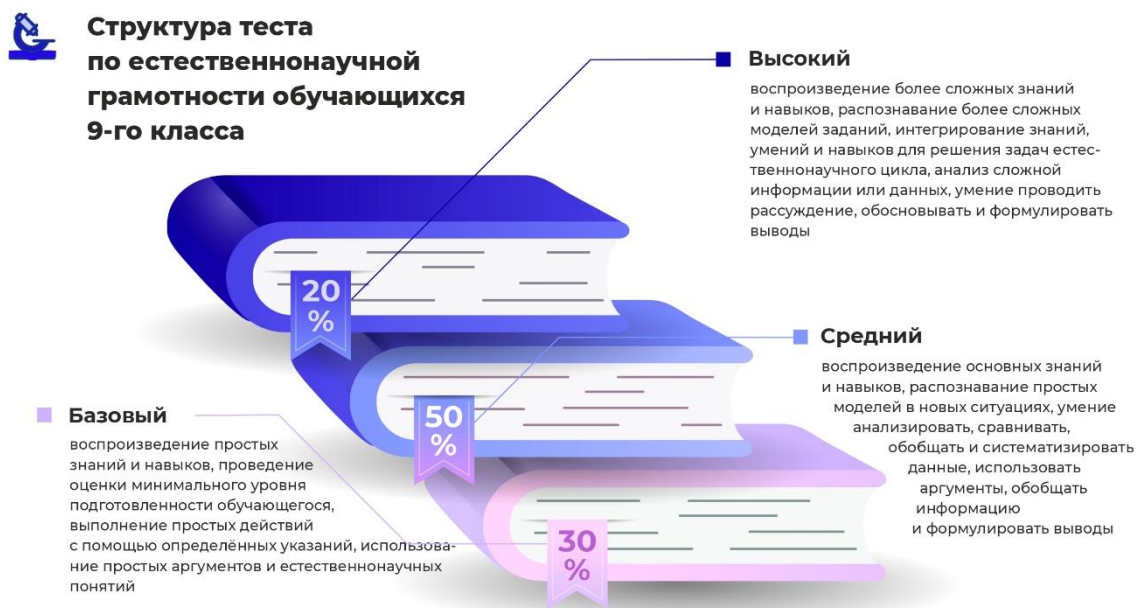 Структура теста
по естественнонаучной
грамотности обучающихся
9-го класса
Высокий
воспроизведение более сложных знаний
и навыков, распознавание более сложных
моделей заданий, интегрирование знаний,
умений и навыков для решения задач естес-
твеннонаучного цикла, анализ сложной
информации или данных, умение проводить
рассуждение, обосновывать и формулировать
выводы
20
%
Средний
воспроизведение основных знаний
и навыков, распознавание простых
моделей в новых ситуациях, умение
анализировать, сравнивать,
обобщать и систематизировать
данные, использовать
аргументы, обобщать
информацию
и формулировать выводы
50
%
Базовый
воспроизведение простых
знаний и навыков, проведение
оценки минимального уровня
подготовленности обучающегося,
выполнение простых действий
с помощью определённых указаний, использова-
ние простых аргументов и естественнонаучных
понятий
30
%